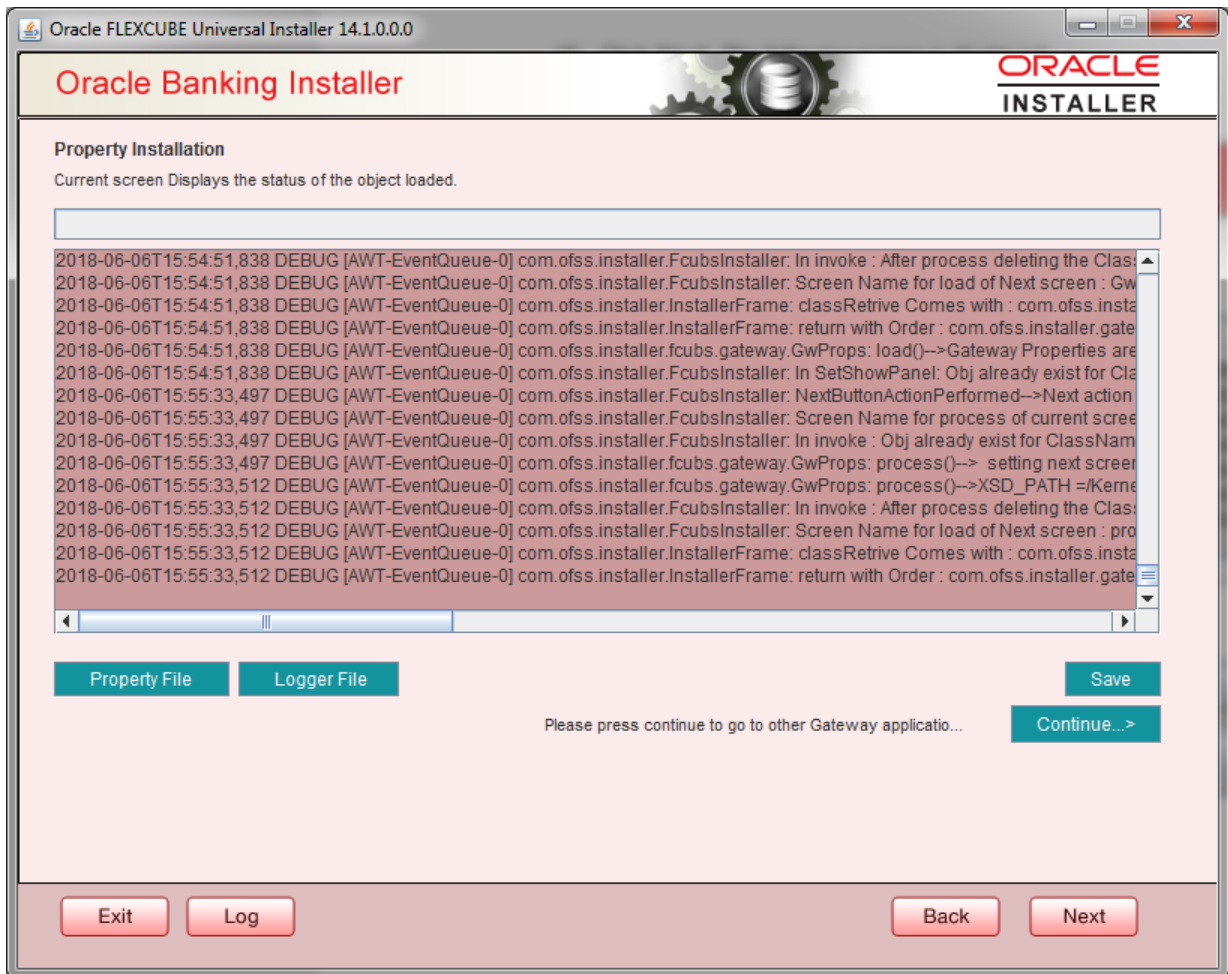 Oracle FLEXCUBE Universal Installer 14.1.0.0.0
Oracle Banking Installer
ORACLE
INSTALLER
Property Installation
Current screen Displays the status of the object loaded.
2018-06-06T15:54:51,838 DEBUG [AWT-EventQueue-0] com.ofss.installer.FcubsInstaller: In invoke : After process deleting the Clas
2018-06-06T15:54:51,838 DEBUG [AWT-EventQueue-0] com.ofss.installer.FcubsInstaller: Screen Name for load of Next screen : Gw
2018-06-06T15:54:51,838 DEBUG [AWT-EventQueue-0] com.ofss.installer.InstallerFrame: classRetrive Comes with : com.ofss.insta
2018-06-06T15:54:51,838 DEBUG [AWT-EventQueue-0] com.ofss.installer.InstallerFrame: return with Order : com.ofss.installer.gate
2018-06-06T15:54:51,838 DEBUG [AWT-EventQueue-0] com.ofss.installer.fcubs.gateway.GwProps: load()-->Gateway Properties are
2018-06-06T15:54:51,838 DEBUG [AWT-EventQueue-0] com.ofss.installer.FcubsInstaller: In SetShowPanel: Obj already exist for Cla
2018-06-06T15:55:33,497 DEBUG [AWT-EventQueue-0] com.ofss.installer.FcubsInstaller: NextButtonActionPerformed-->Next action
2018-06-06T15:55:33,497 DEBUG [AWT-EventQueue-0] com.ofss.installer.FcubsInstaller: Screen Name for process of current scree
2018-06-06T15:55:33,497 DEBUG [AWT-EventQueue-0] com.ofss.installer.FcubsInstaller: In invoke : Obj already exist for ClassNam
2018-06-06T15:55:33,497 DEBUG [AWT-EventQueue-0] com.ofss.installer.fcubs.gateway.GwProps: process()--> setting next screen
2018-06-06T15:55:33,512 DEBUG [AWT-EventQueue-0] com.ofss.installer.fcubs.gateway.GwProps: process()-->XSD_PATH =/Kerne
2018-06-06T15:55:33,512 DEBUG [AWT-EventQueue-0] com.ofss.installer.FcubsInstaller: In invoke : After process deleting the Clas
2018-06-06T15:55:33,512 DEBUG [AWT-EventQueue-0] com.ofss.installer.FcubsInstaller: Screen Name for load of Next screen : pro
2018-06-06T15:55:33,512 DEBUG [AWT-EventQueue-0] com.ofss.installer.InstallerFrame: classRetrive Comes with : com.ofss.insta
2018-06-06T15:55:33,512 DEBUG [AWT-EventQueue-0] com.ofss.installer.InstallerFrame: return with Order : com.ofss.installer.gate
Property File Logger File Save
Please press continue to go to other Gateway applicatio... Continue...>
Exit Log Back Next